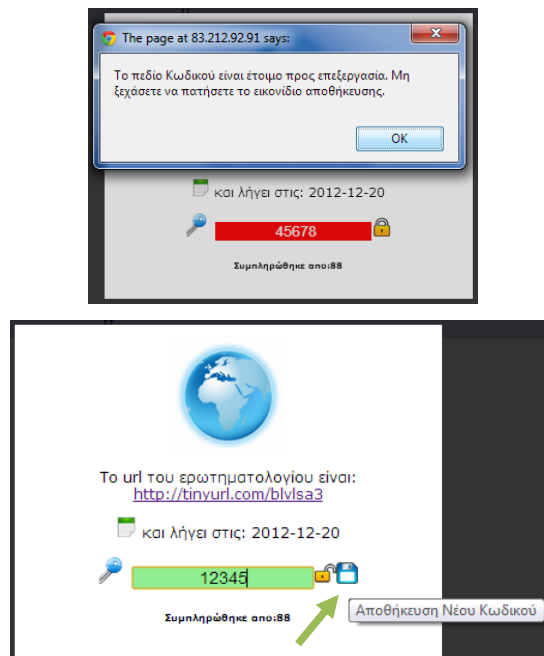 The page at 83.212.92.91 says:
Το πεδίο Κωδικού είναι έτοιμο προς επεξεργασία. Μη
ξεχάσετε να πατήσετε το εικονίδιο αποθήκευσης.
OK
και λήγει στις: 2012-12-20
45678
Συμπληρώθηκε απο:88
Το url του ερωτηματολογίου είναι:
http://tinyurl.com/blvlsa3
και λήγει στις: 2012-12-20
12345
Συμπληρώθηκε απο:88
Αποθήκευση Νέου Κωδικού